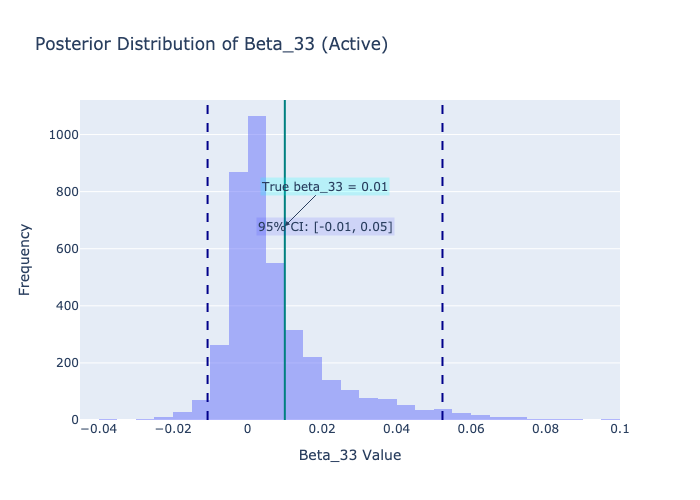 Posterior Distribution of Beta_33 (Active)
1000
800
600
400
200
0
Frequency
True beta_33 = 0.01
95% CI: [-0.01, 0.05]
−0.04
−0.02
0
0.02
0.04
0.06
0.08
0.1
Beta_33 Value